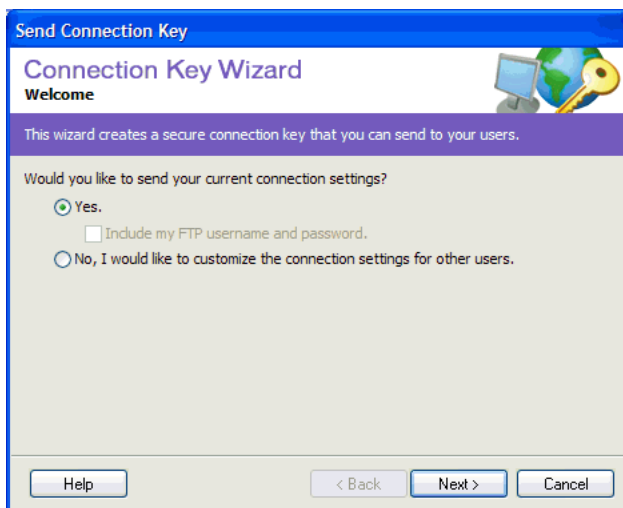 Send Connection Key
Connection Key Wizard
Welcome
This wizard creates a secure connection key that you can send to your users.
Would you like to send your current connection settings?
Yes.
Include my FTP username and password.
No, I would like to customize the connection settings for other users.
Help
< Back
Next >
Cancel